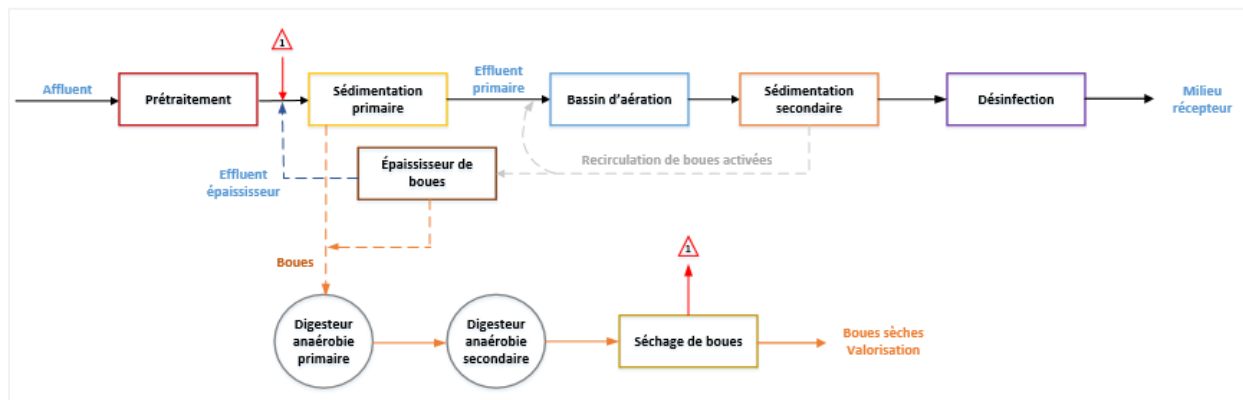 1
Affluent
Prétraitement
Sédimentation
primaire
Effluent
primaire
Bassin d'aération
Sédimentation
secondaire
Désinfection
Milieu
récepteur
Recirculation de boues activées
Épaississeur de
boues
Effluent
épaississeur
1
Boues
Digesteur
anaérobie
primaire
Digesteur
anaérobie
secondaire
Séchage de boues
Boues sèches
Valorisation